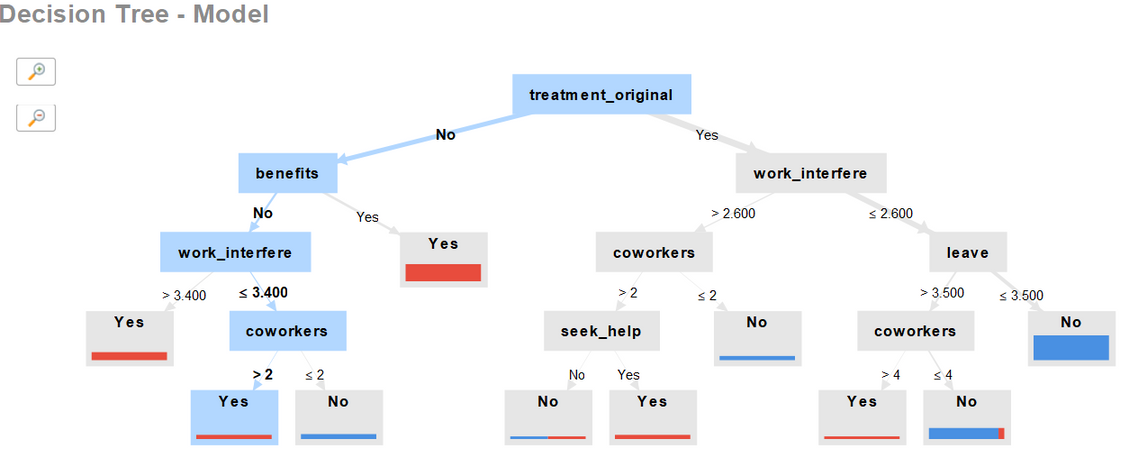 Decision Tree - Model
treatment_original
No
Yes
benefits
work_interfere
No
Yes
> 2.600
≤ 2.600
work_interfere
Yes
coworkers
leave
> 3.400
≤ 3.400
> 2
≤ 2
> 3.500
≤ 3.500
Yes
coworkers
seek_help
No
coworkers
No
> 2
≤ 2
No
Yes
> 4
≤ 4
Yes
No
No
Yes
Yes
No